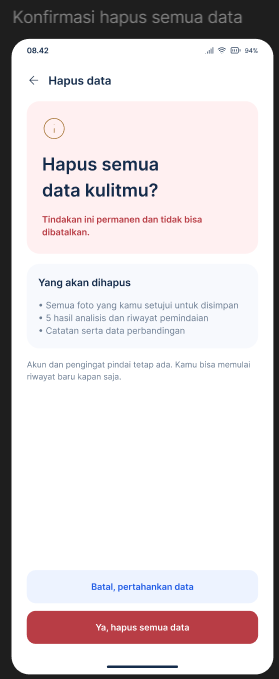 Konfirmasi hapus semua data
08.42
94%
Hapus data
Hapus semua
data kulitmu?
Tindakan ini permanen dan tidak bisa
dibatalkan.
Yang akan dihapus
• Semua foto yang kamu setujui untuk disimpan
• 5 hasil analisis dan riwayat pemindaian
• Catatan serta data perbandingan
Akun dan pengingat pindai tetap ada. Kamu bisa memulai
riwayat baru kapan saja.
Batal, pertahankan data
Ya, hapus semua data